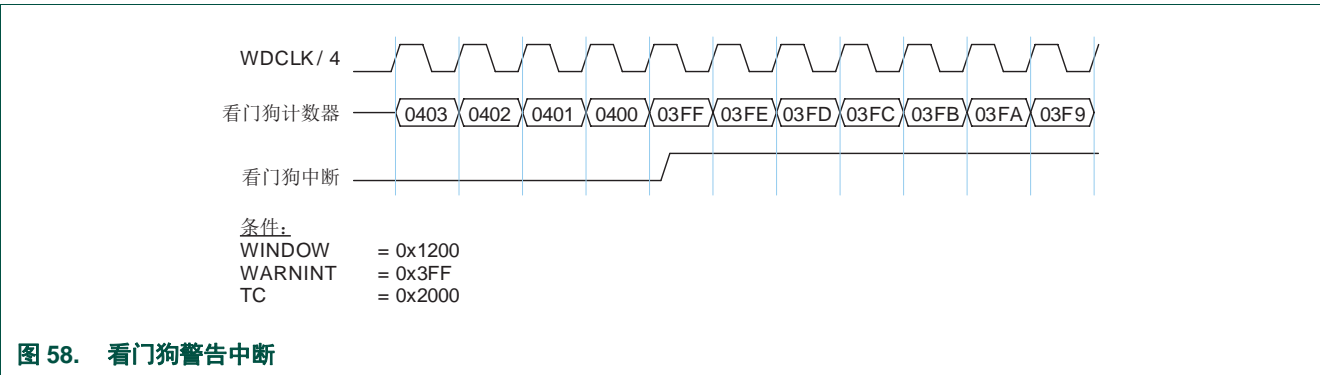 WDCLK / 4
看门狗计数器 0403 0402 0401 0400 03FF 03FE 03FD 03FC 03FB 03FA 03F9
看门狗中断
条件：
WINDOW = 0x1200
WARNINT = 0x3FF
TC = 0x2000
图 58. 看门狗警告中断